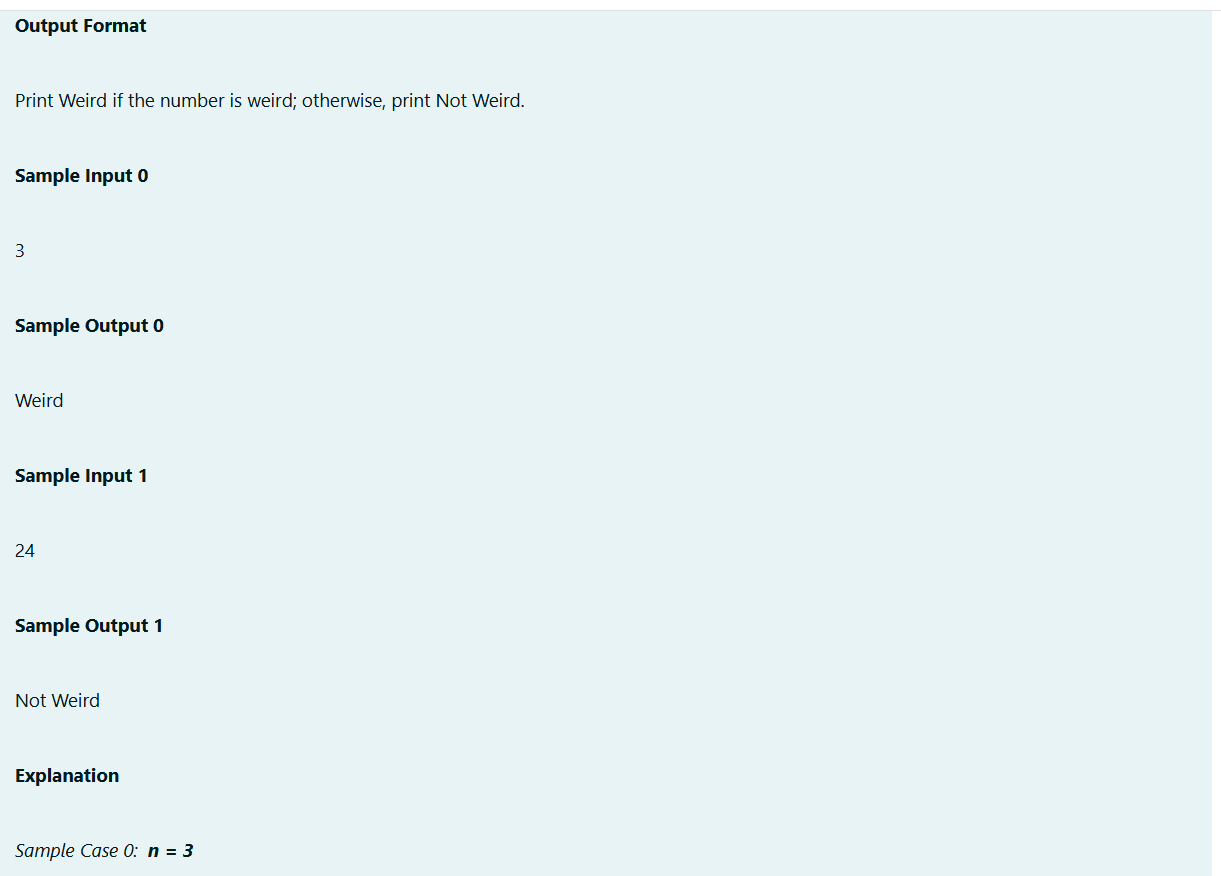 Output Format
Print Weird if the number is weird; otherwise, print Not Weird.
Sample Input 0
3
Sample Output 0
Weird
Sample Input 1
24
Sample Output 1
Not Weird
Explanation
Sample Case 0: n = 3